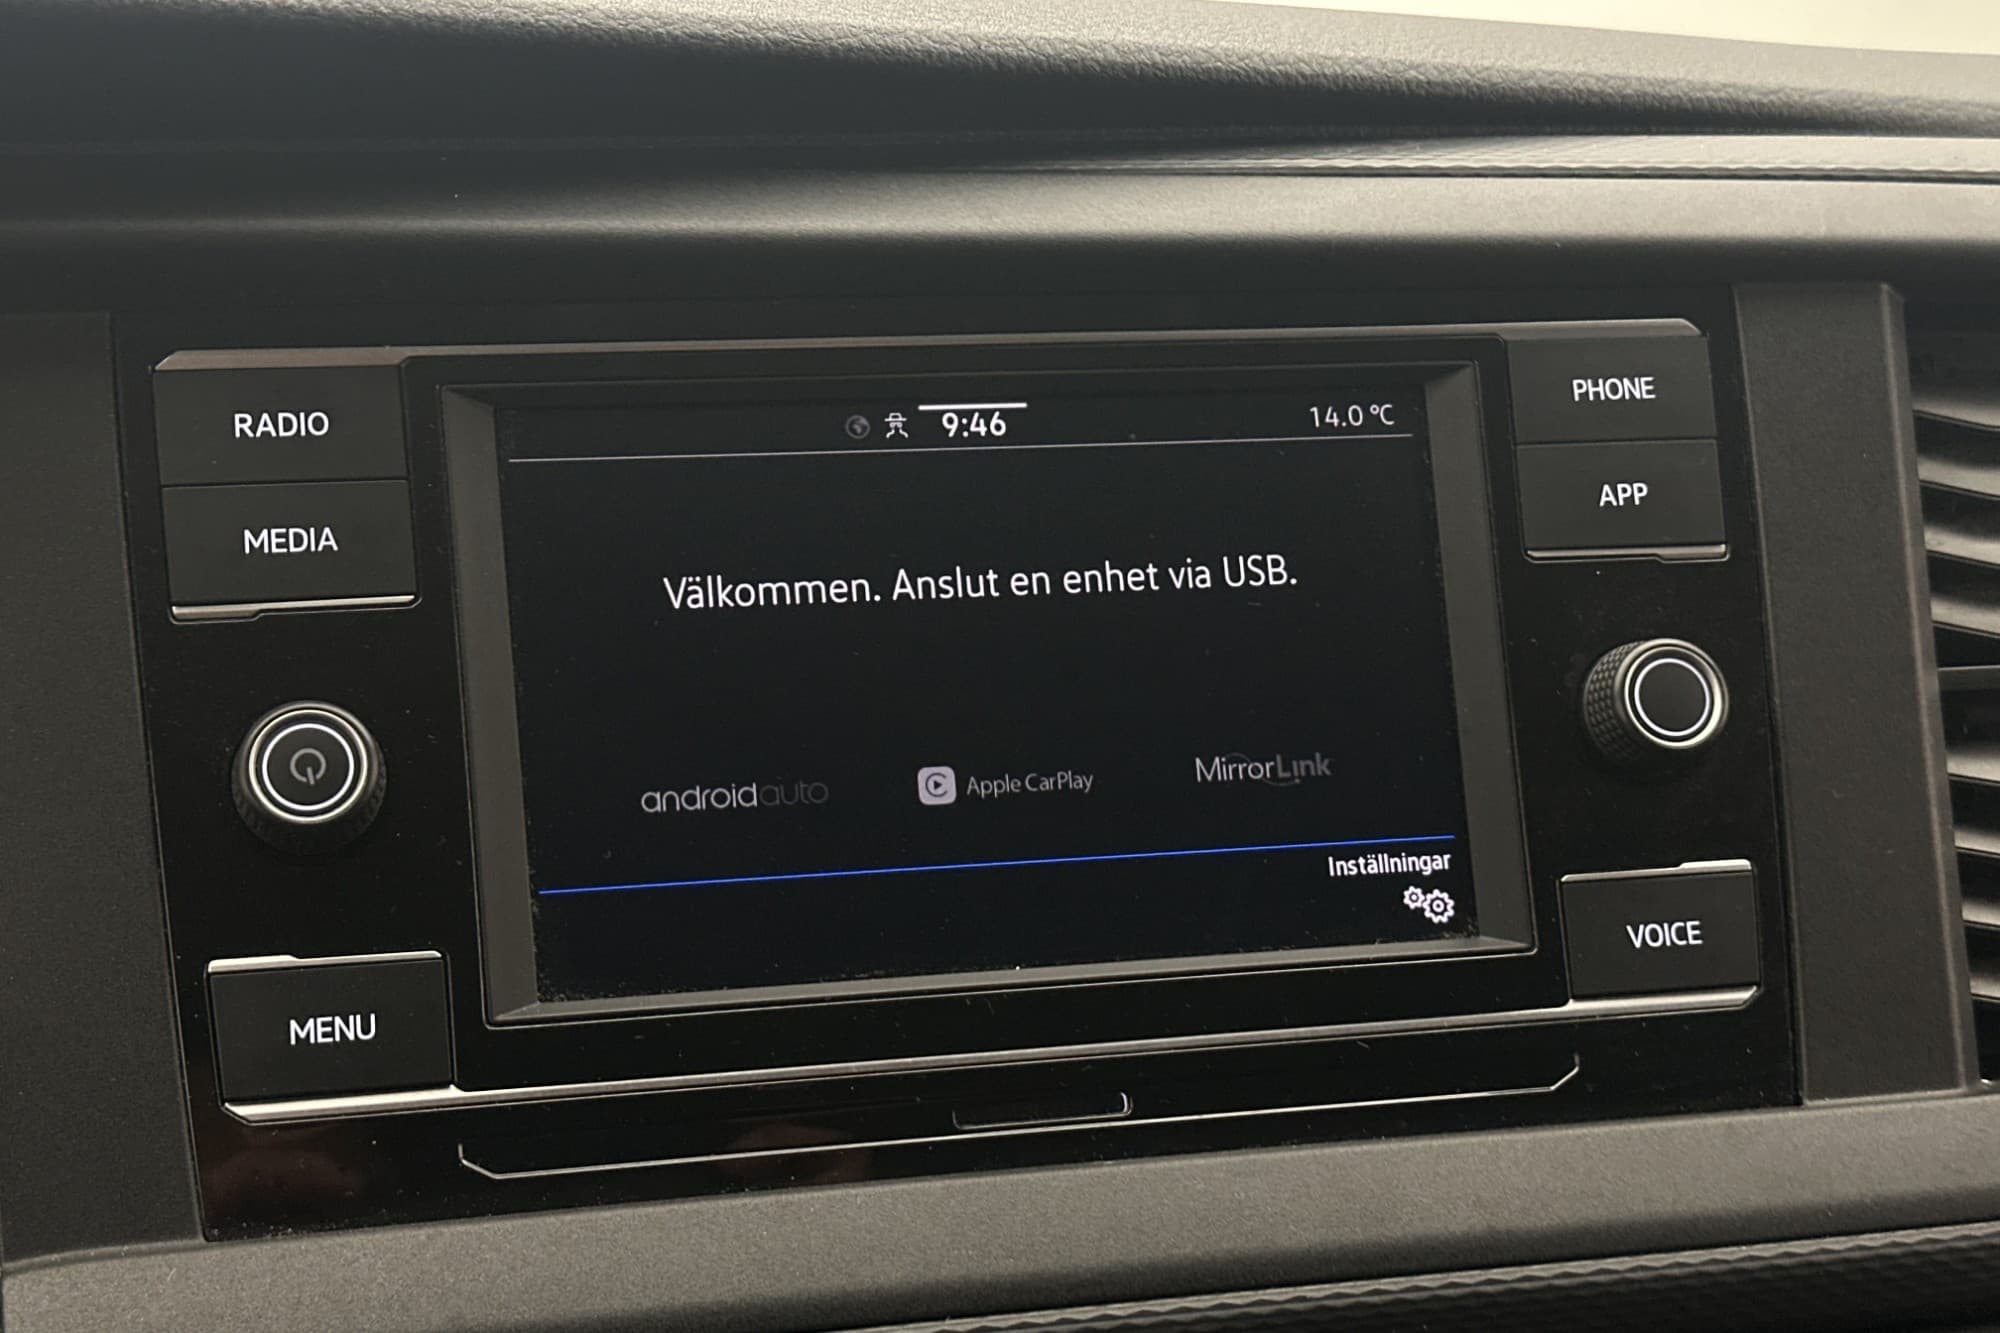 RADIO
MEDIA
MENU
9:46
14.0 °C
Välkommen. Anslut en enhet via USB.
androidauto
Apple CarPlay
MirrorLink
Inställningar
PHONE
APP
VOICE